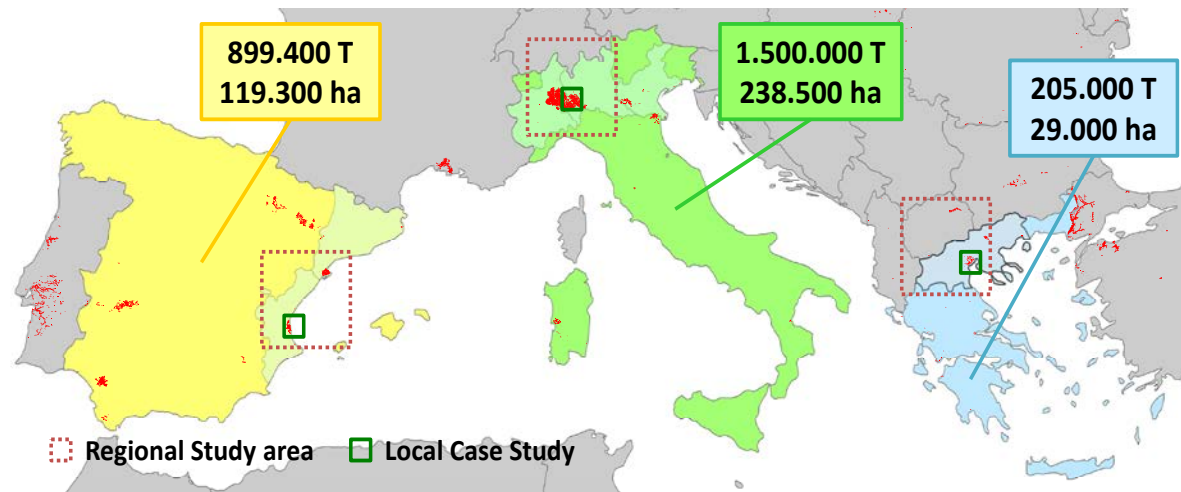 899.400 T
119.300 ha
1.500.000 T
238.500 ha
205.000 T
29.000 ha
Regional Study area
Local Case Study